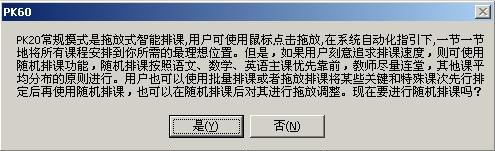 PK60
PK20常规摸式是拖放式智能排课,用户可使用鼠标点击拖放,在系统自动化指引下,一节一节
地将所有课程安排到你所需的最理想位置。但是，如果用户刻意追求排课速度，则可使用
随机排课功能，随机排课按照语文、数学、英语主课优先靠前，教师尽量连堂，其他课平
均分布的原则进行。用户也可以使用批量排课或者拖放排课将某些关键和特殊课次先行排
定后再使用随机排课，也可以在随机排课后对其进行拖放调整。现在要进行随机排课吗？
是(Y)
否(N)